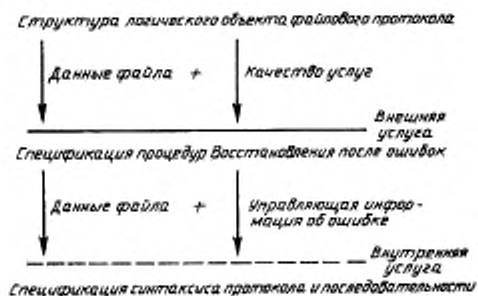 Структура логического объекта файлового протокола
Данные файла + Качество услуг
Внешняя
услуга
Спецификация процедур восстановления после ошибок
Данные файла + Управляющая инфор-
мация об ошибке
Внутренняя
услуга
Спецификация синтаксиса протокола и последовательности